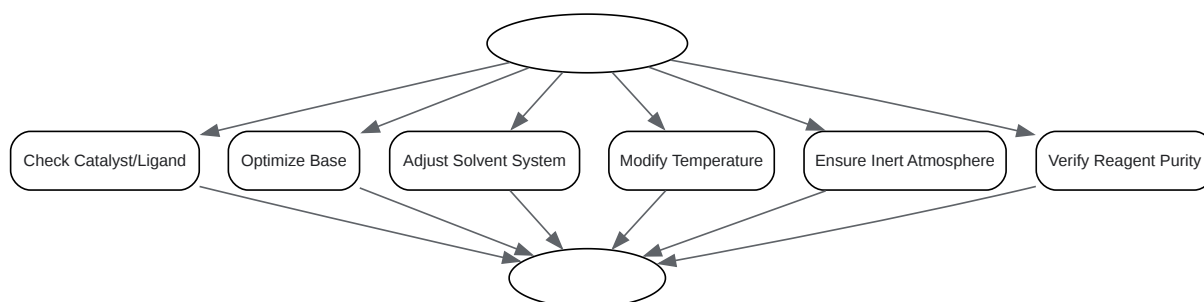 Check Catalyst/Ligand
Optimize Base
Adjust Solvent System
Modify Temperature
Ensure Inert Atmosphere
Verify Reagent Purity